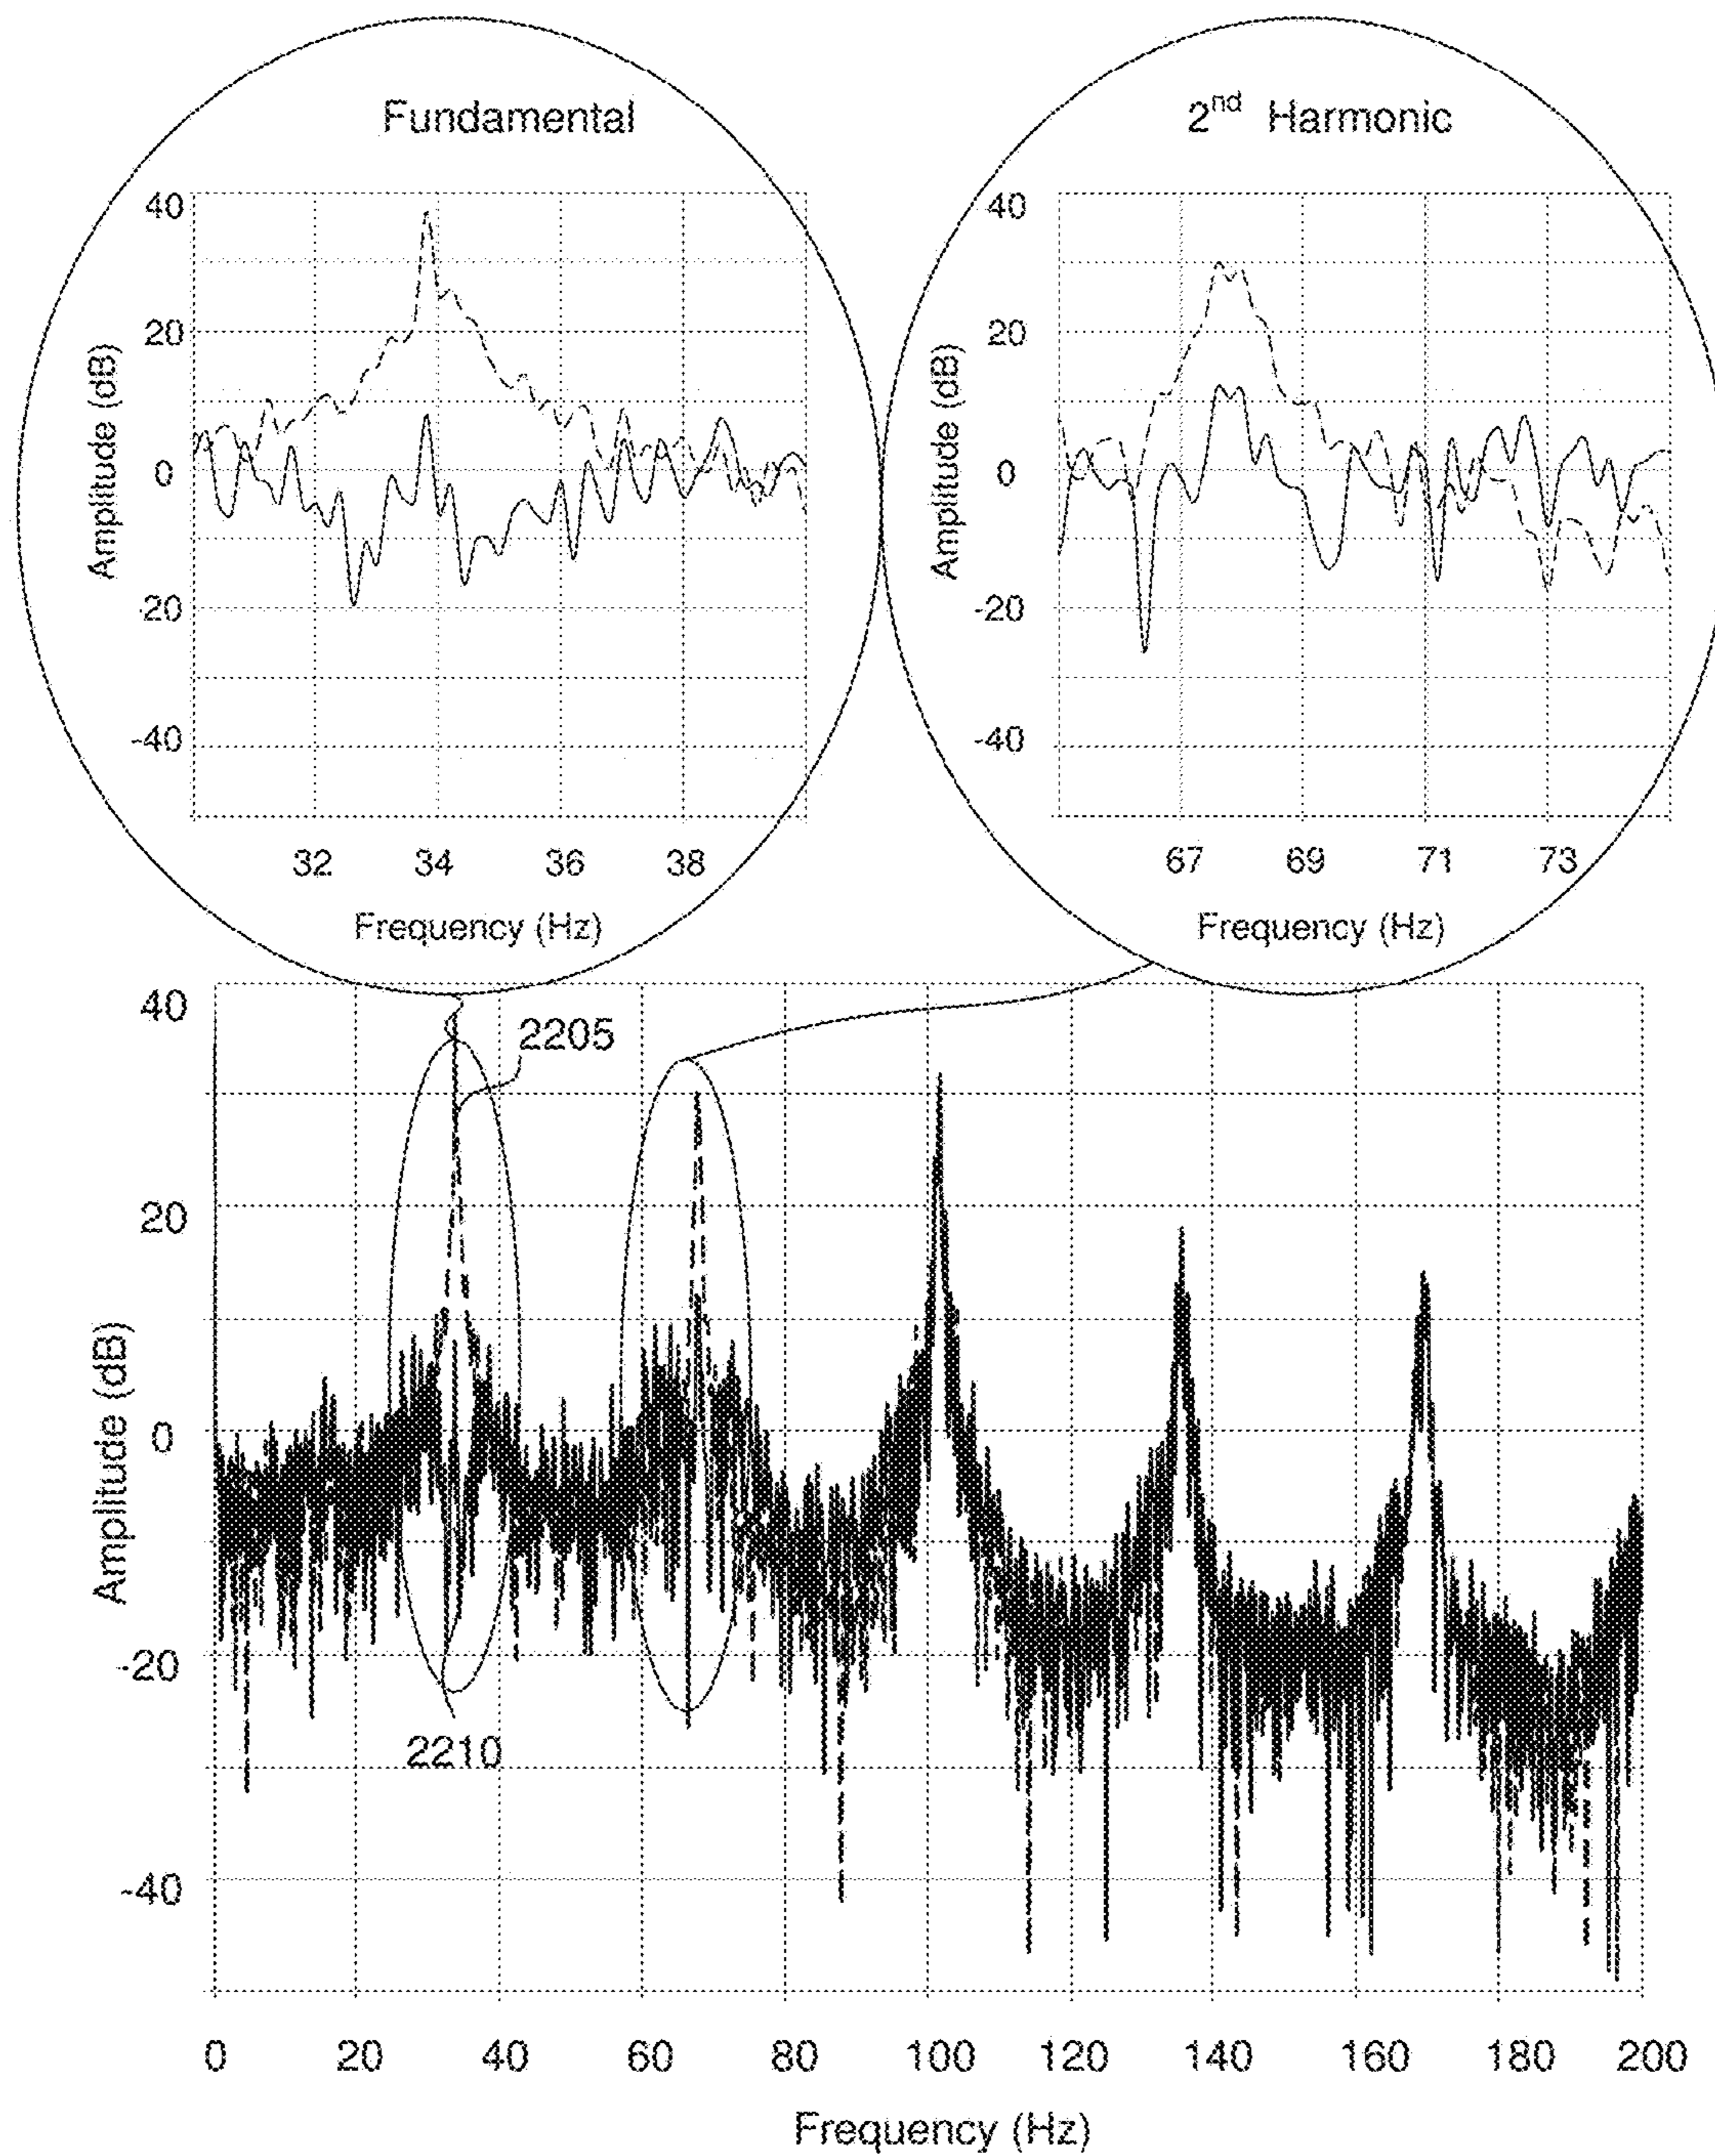 Fundamental
40
20
0
-20
-40
Amplitude (dB)
32 34 36 38
Frequency (Hz)
2nd Harmonic
40
20
0
-20
-40
Amplitude (dB)
67 69 71 73
Frequency (Hz)
40
20
0
-20
-40
Amplitude (dB)
2205
2210
0 20 40 60 80 100 120 140 160 180 200
Frequency (Hz)